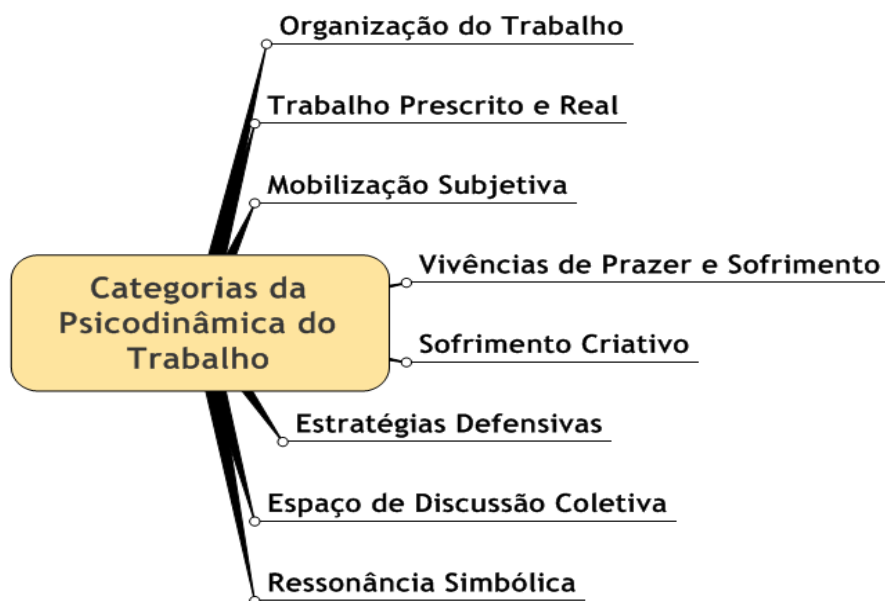 Organização do Trabalho
Trabalho Prescrito e Real
Mobilização Subjetiva
Vivências de Prazer e Sofrimento
Categorias da
Psicodinâmica do
Trabalho
Sofrimento Criativo
Estratégias Defensivas
Espaço de Discussão Coletiva
Ressonância Simbólica